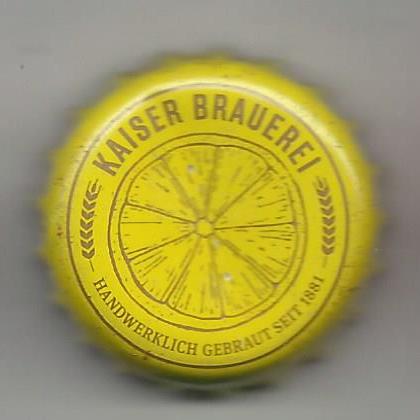 KAISER BRAUEREI
HANDWERKLICH GEBRAUT SEIT 1881